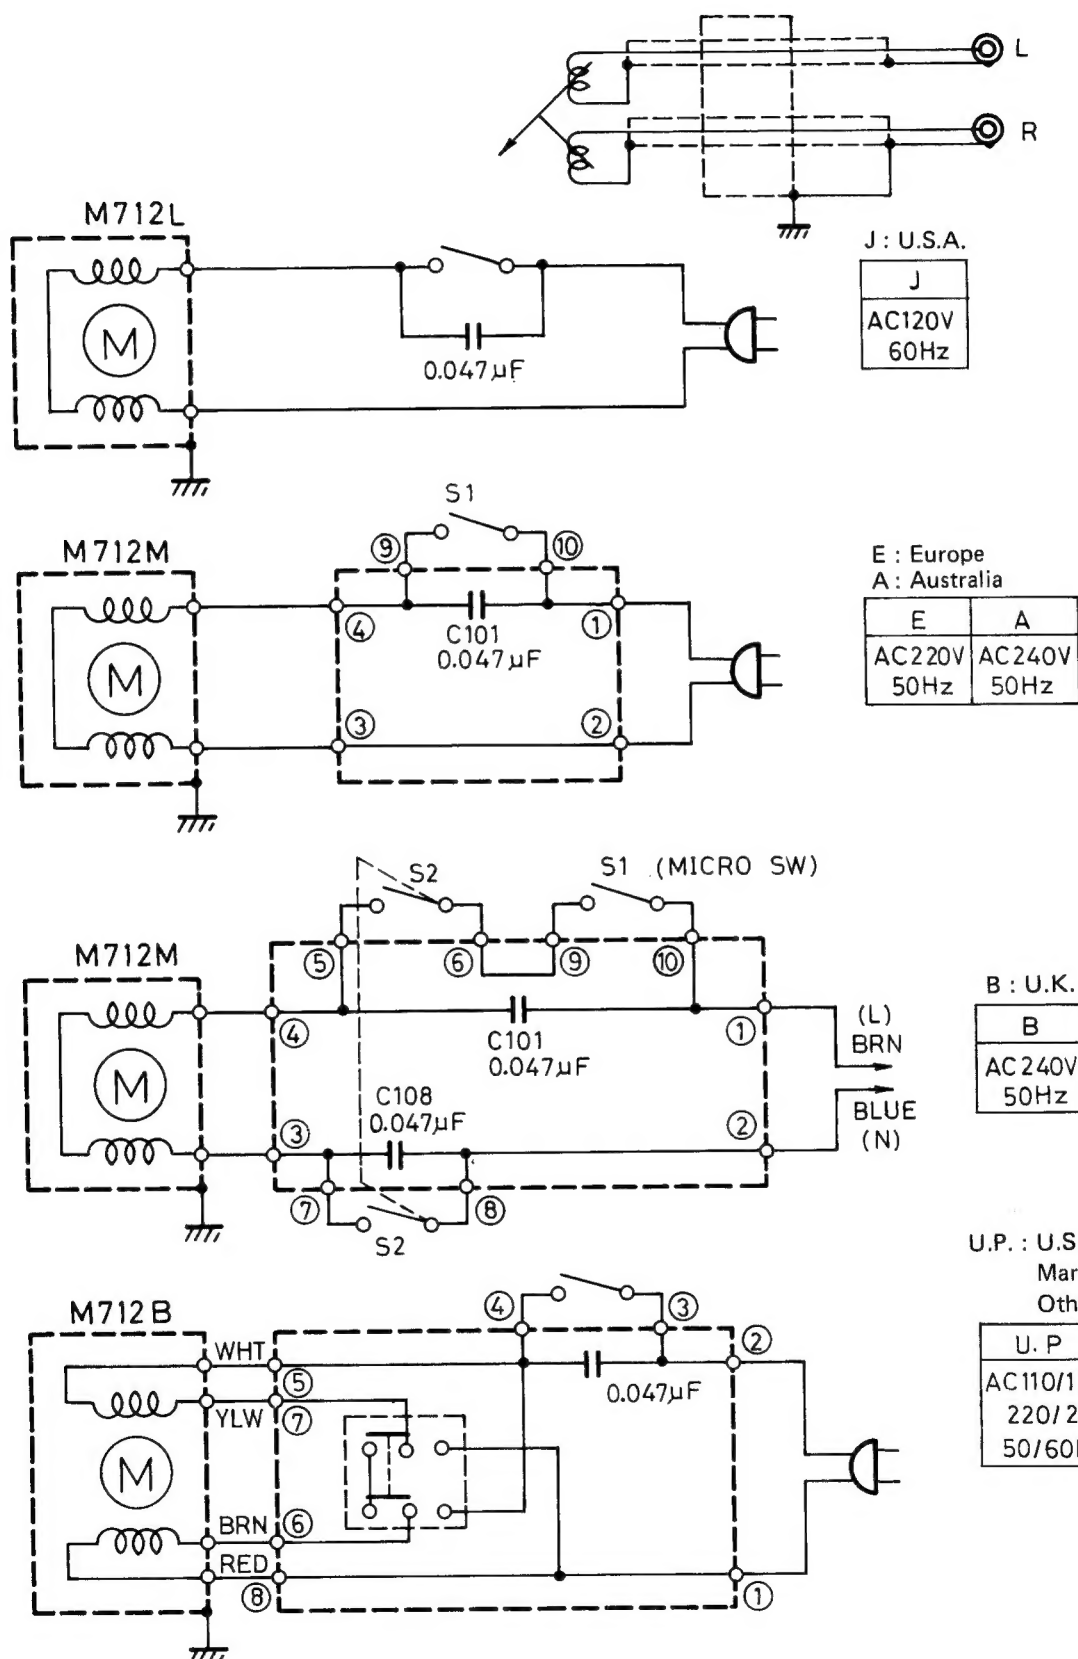 L
R
M712L
M
0.047μF
J : U.S.A.
J
AC120V
60Hz
S1
M712M
⑨
⑩
M
④
C101
0.047μF
①
③
②
E : Europe
A : Australia
E
A
AC220V
50Hz
AC240V
50Hz
S2
S1 (MICRO SW)
M712M
⑤
⑥
⑨
⑩
M
④
C101
0.047μF
①
(L)
BRN
C108
0.047μF
③
②
BLUE
(N)
⑦
⑧
S2
B : U.K.
B
AC240V
50Hz
M712B
④
③
②
WHT
⑤
YLW
⑦
0.047μF
M
BRN
⑥
RED
⑧
①
U.P. : U.S
Mar
Oth
U. P
AC110/1
220/2
50/60